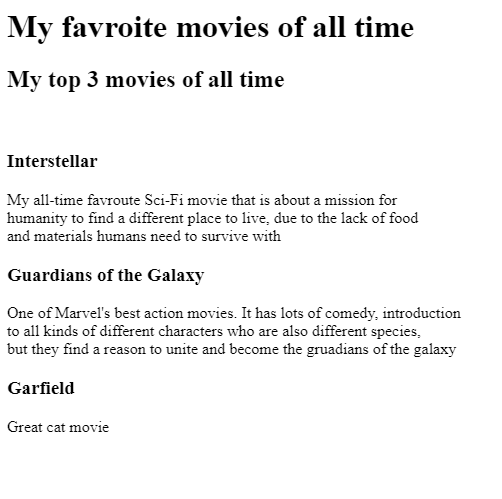 My favroite movies of all time
My top 3 movies of all time
Interstellar
My all-time favroute Sci-Fi movie that is about a mission for
humanity to find a different place to live, due to the lack of food
and materials humans need to survive with
Guardians of the Galaxy
One of Marvel's best action movies. It has lots of comedy, introduction
to all kinds of different characters who are also different species,
but they find a reason to unite and become the gruadians of the galaxy
Garfield
Great cat movie